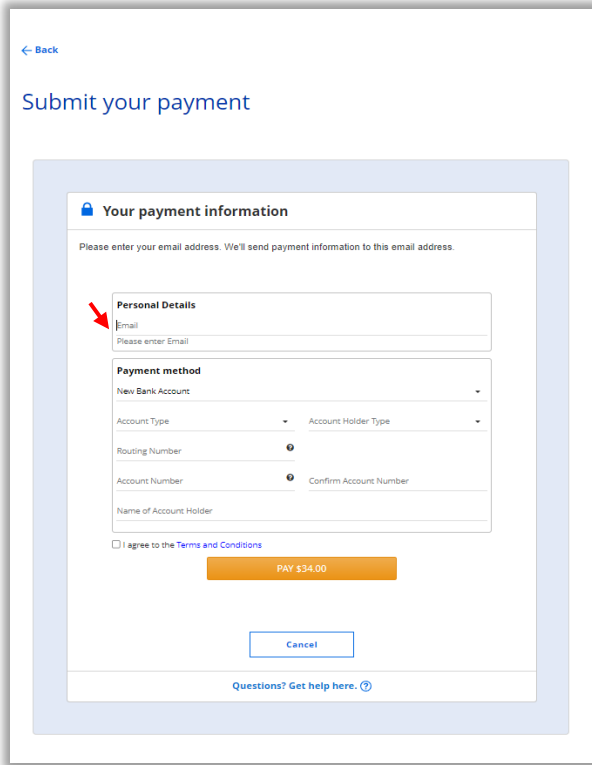 Back
Submit your payment
Your payment information
Please enter your email address. We'll send payment information to this email address.
Personal Details
Email
Please enter Email
Payment method
New Bank Account
Account Type Account Holder Type
Routing Number
Account Number Confirm Account Number
Name of Account Holder
I agree to the Terms and Conditions
PAY $34.00
Cancel
Questions? Get help here.